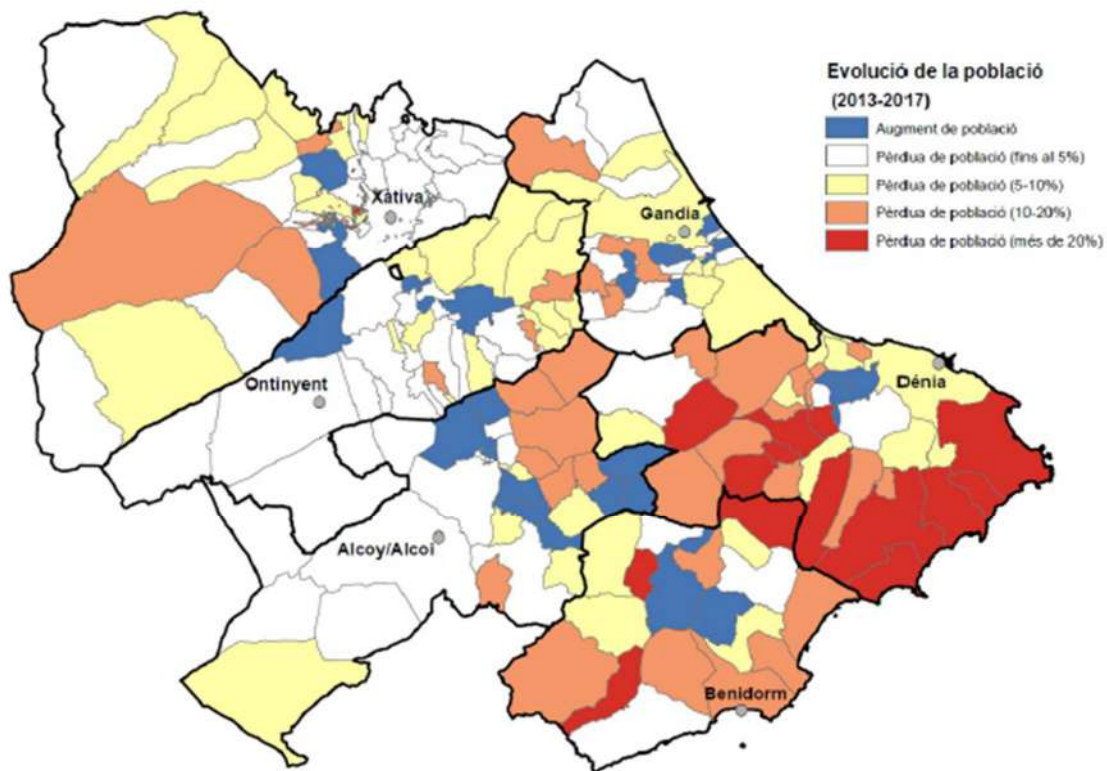 Evolució de la població
(2013-2017)
Augment de població
Pèrdua de població (fins al 5%)
Pèrdua de població (5-10%)
Pèrdua de població (10-20%)
Pèrdua de població (més de 20%)
Xàtiva
Gandia
Ontinyent
Dénia
Alcoy/Alcoi
Benidorm